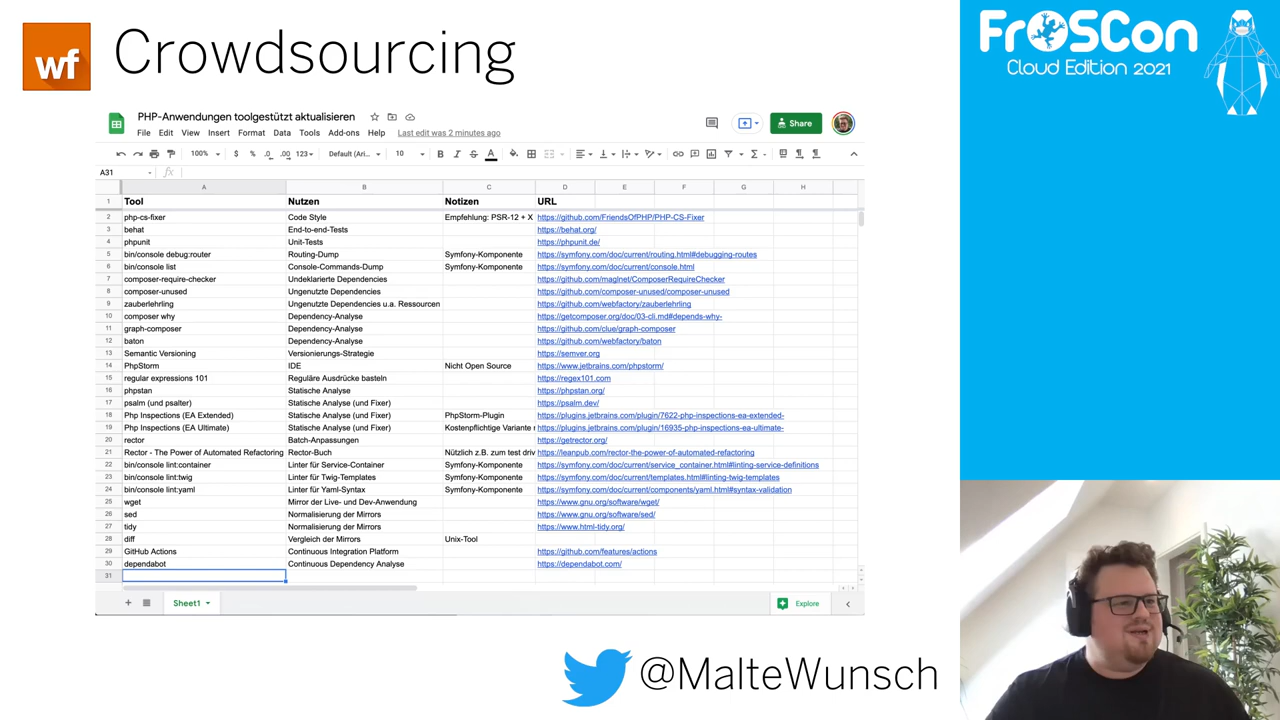 wf
Crowdsourcing
FrOSCon
Cloud Edition 2021
PHP-Anwendungen toolgestützt aktualisieren
File Edit View Insert Format Data Tools Add-ons Help Last edit was 2 minutes ago
Share
100% $ % .0 .00 123 Default (Ari... 10 B I S A
A31 fx
A B C D E F G H
1 Tool Nutzen Notizen URL
2 php-cs-fixer Code Style Empfehlung: PSR-12 + X https://github.com/FriendsOfPHP/PHP-CS-Fixer
3 behat End-to-end-Tests https://behat.org/
4 phpunit Unit-Tests https://phpunit.de/
5 bin/console debug:router Routing-Dump Symfony-Komponente https://symfony.com/doc/current/routing.html#debugging-routes
6 bin/console list Console-Commands-Dump Symfony-Komponente https://symfony.com/doc/current/console.html
7 composer-require-checker Undeklarierte Dependencies https://github.com/maglnet/ComposerRequireChecker
8 composer-unused Ungenutzte Dependencies https://github.com/composer-unused/composer-unused
9 zauberlehrling Ungenutzte Dependencies u.a. Ressourcen https://github.com/webfactory/zauberlehrling
10 composer why Dependency-Analyse https://getcomposer.org/doc/03-cli.md#depends-why-
11 graph-composer Dependency-Analyse https://github.com/clue/graph-composer
12 baton Dependency-Analyse https://github.com/webfactory/baton
13 Semantic Versioning Versionierungs-Strategie https://semver.org
14 PhpStorm IDE Nicht Open Source https://www.jetbrains.com/phpstorm/
15 regular expressions 101 Reguläre Ausdrücke basteln https://regex101.com
16 phpstan Statische Analyse https://phpstan.org/
17 psalm (und psalter) Statische Analyse (und Fixer) https://psalm.dev/
18 Php Inspections (EA Extended) Statische Analyse (und Fixer) PhpStorm-Plugin https://plugins.jetbrains.com/plugin/7622-php-inspections-ea-extended-
19 Php Inspections (EA Ultimate) Statische Analyse (und Fixer) Kostenpflichtige Variante https://plugins.jetbrains.com/plugin/16935-php-inspections-ea-ultimate-
20 rector Batch-Anpassungen https://getrector.org/
21 Rector - The Power of Automated Refactoring Rector-Buch Nützlich z.B. zum test driv https://leanpub.com/rector-the-power-of-automated-refactoring
22 bin/console lint:container Linter für Service-Container Symfony-Komponente https://symfony.com/doc/current/service_container.html#linting-service-definitions
23 bin/console lint:twig Linter für Twig-Templates Symfony-Komponente https://symfony.com/doc/current/templates.html#linting-twig-templates
24 bin/console lint:yaml Linter für Yaml-Syntax Symfony-Komponente https://symfony.com/doc/current/components/yaml.html#syntax-validation
25 wget Mirror der Live- und Dev-Anwendung https://www.gnu.org/software/wget/
26 sed Normalisierung der Mirrors https://www.gnu.org/software/sed/
27 tidy Normalisierung der Mirrors https://www.html-tidy.org/
28 diff Vergleich der Mirrors Unix-Tool
29 GitHub Actions Continuous Integration Platform https://github.com/features/actions
30 dependabot Continuous Dependency Analyse https://dependabot.com/
31
Sheet1 Explore
@MalteWunsch